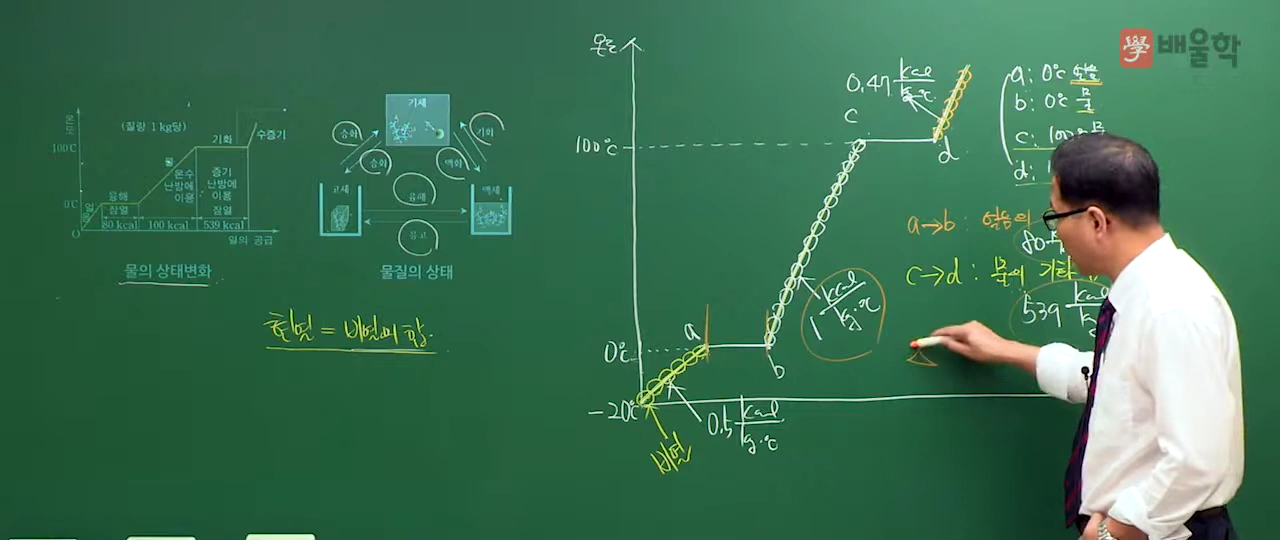 學 배울학
온도
100℃
0℃
-20℃
a
b
c
d
0.47 kcal/kg·℃
1 kcal/kg·℃
0.5 kcal/kg·℃
비열
a: 0℃ 얼음
b: 0℃ 물
c: 100℃ 물
d: 1
a→b : 얼음의
80
c→d : 물의 기화
539 kcal/kg
온도
(질량 1kg당)
기화
수증기
100℃
물
온수
난방에
이용
증기
난방에
이용
잠열
융해
잠열
0℃
얼음
O
80 kcal
100 kcal
539 kcal
열의 공급
물의 상태변화
기체
승화
승화
기화
액화
고체
융해
액체
응고
물질의 상태
현열 = 비열의 합.